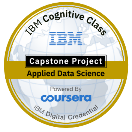 IBM Cognitive Class
IBM
Capstone Project
Applied Data Science
Powered By
coursera
IBM Digital Credential